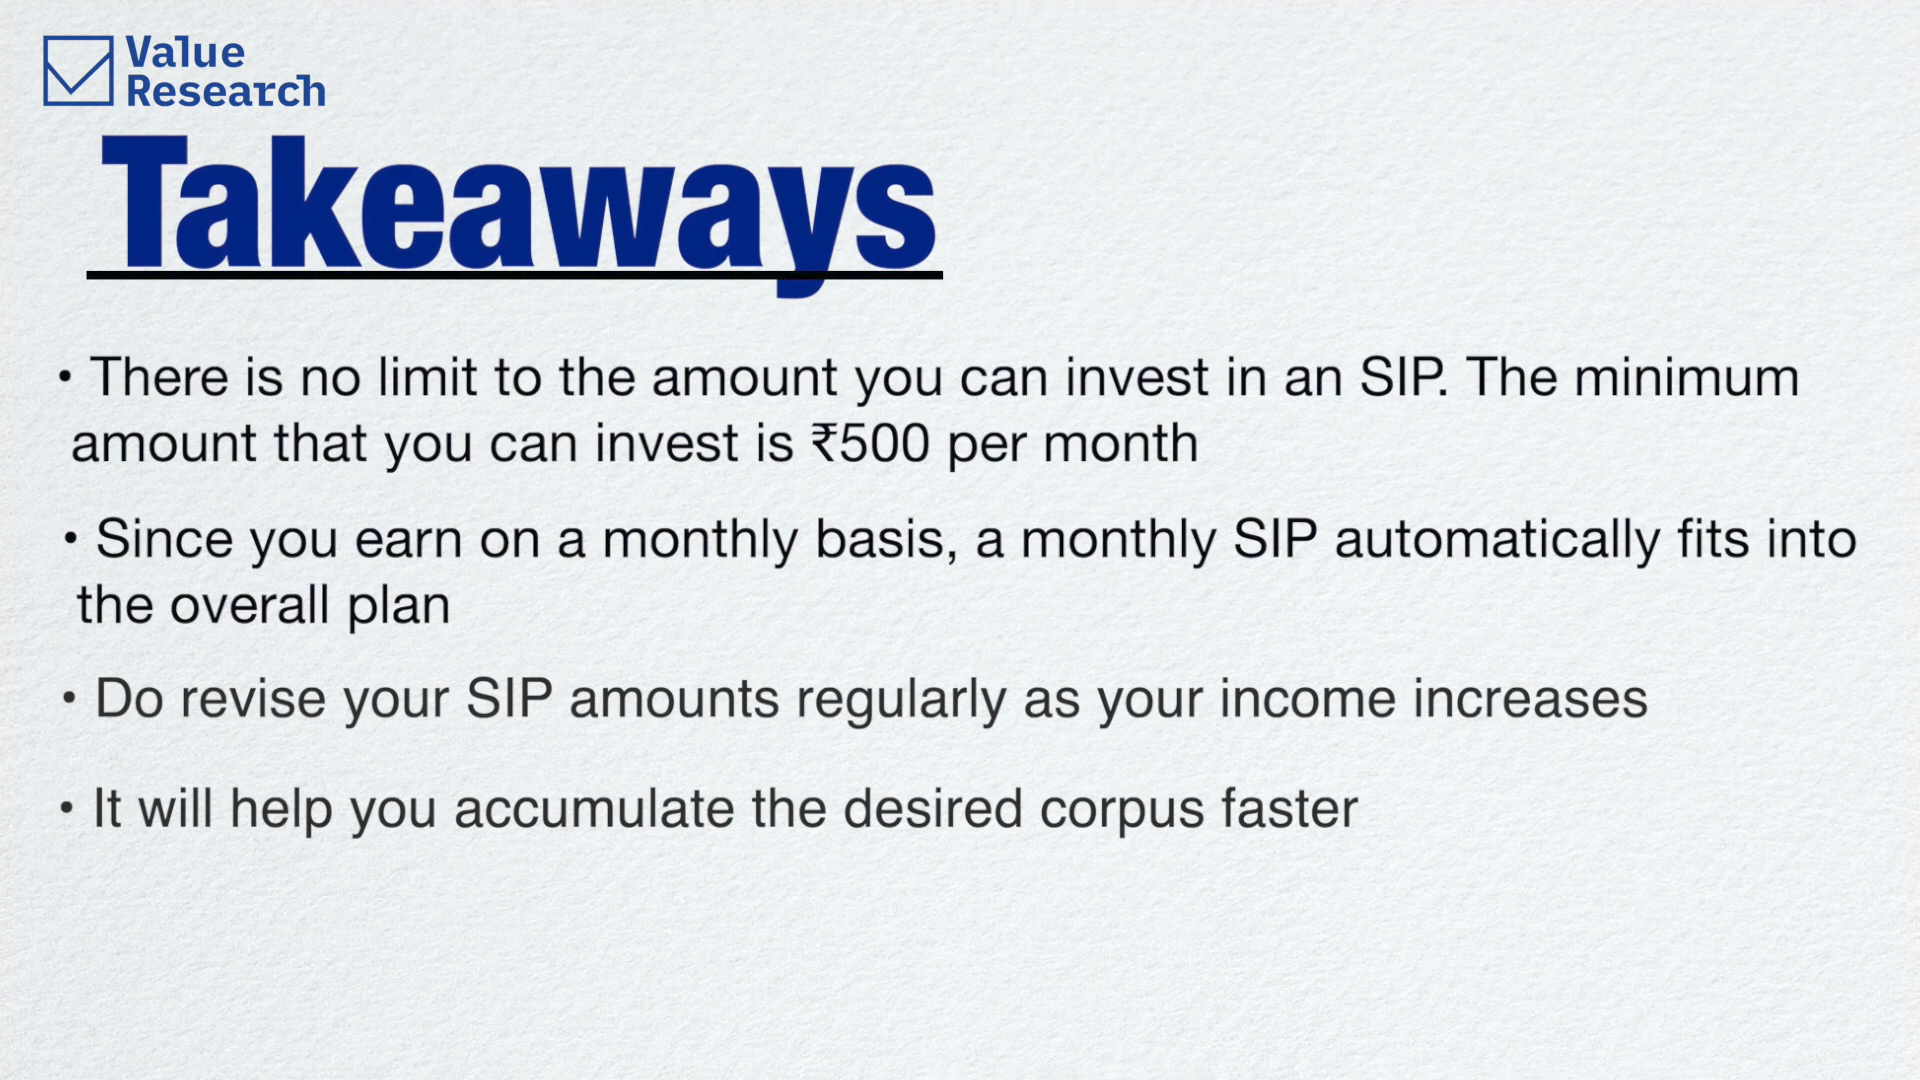 Value
Research
Takeaways
• There is no limit to the amount you can invest in an SIP. The minimum
amount that you can invest is ₹500 per month
• Since you earn on a monthly basis, a monthly SIP automatically fits into
the overall plan
• Do revise your SIP amounts regularly as your income increases
• It will help you accumulate the desired corpus faster